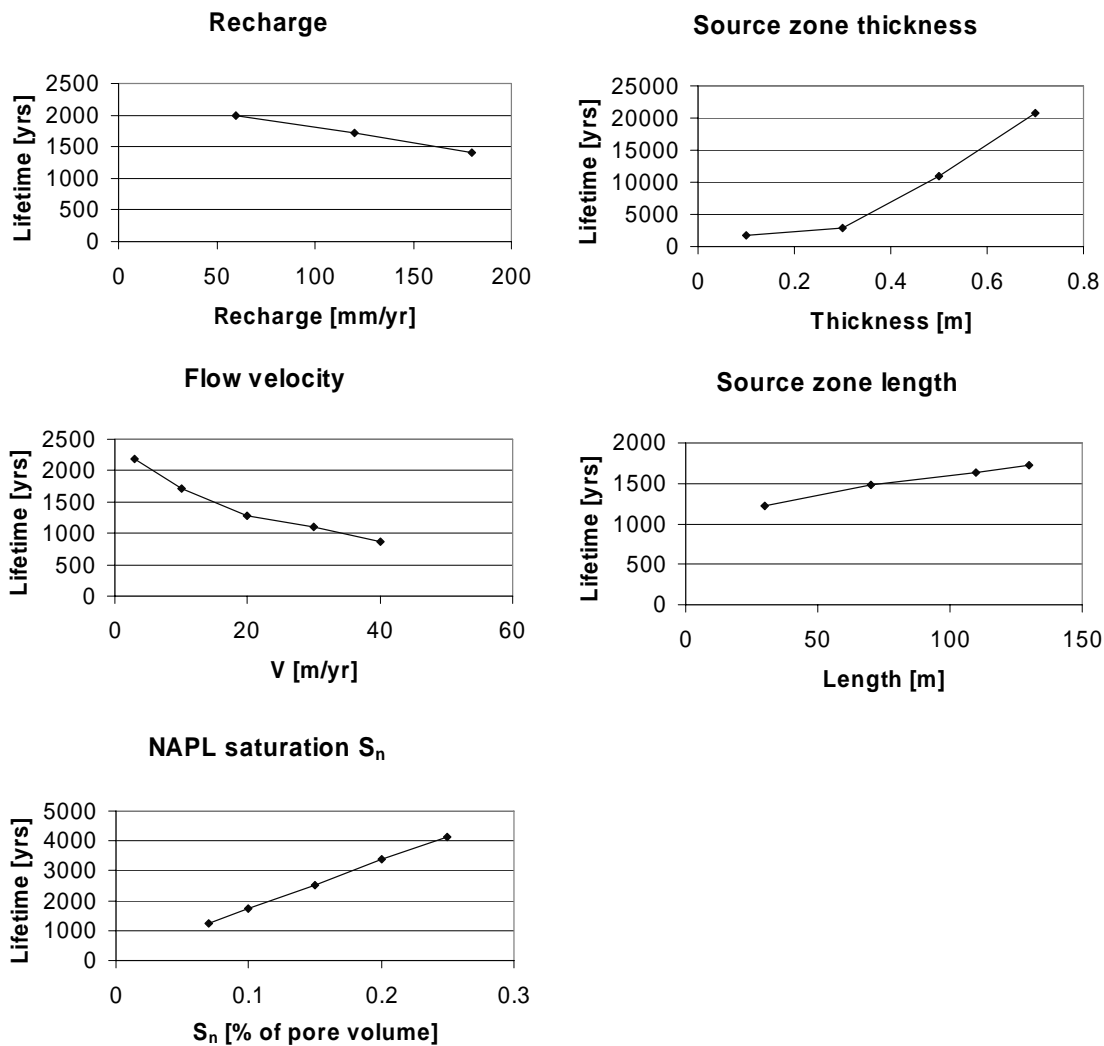 Recharge
Lifetime [yrs]
2500
2000
1500
1000
500
0
0 50 100 150 200
Recharge [mm/yr]
Source zone thickness
Lifetime [yrs]
25000
20000
15000
10000
5000
0
0 0.2 0.4 0.6 0.8
Thickness [m]
Flow velocity
Lifetime [yrs]
2500
2000
1500
1000
500
0
0 20 40 60
V [m/yr]
Source zone length
Lifetime [yrs]
2000
1500
1000
500
0
0 50 100 150
Length [m]
NAPL saturation Sn
Lifetime [yrs]
5000
4000
3000
2000
1000
0
0 0.1 0.2 0.3
Sn [% of pore volume]